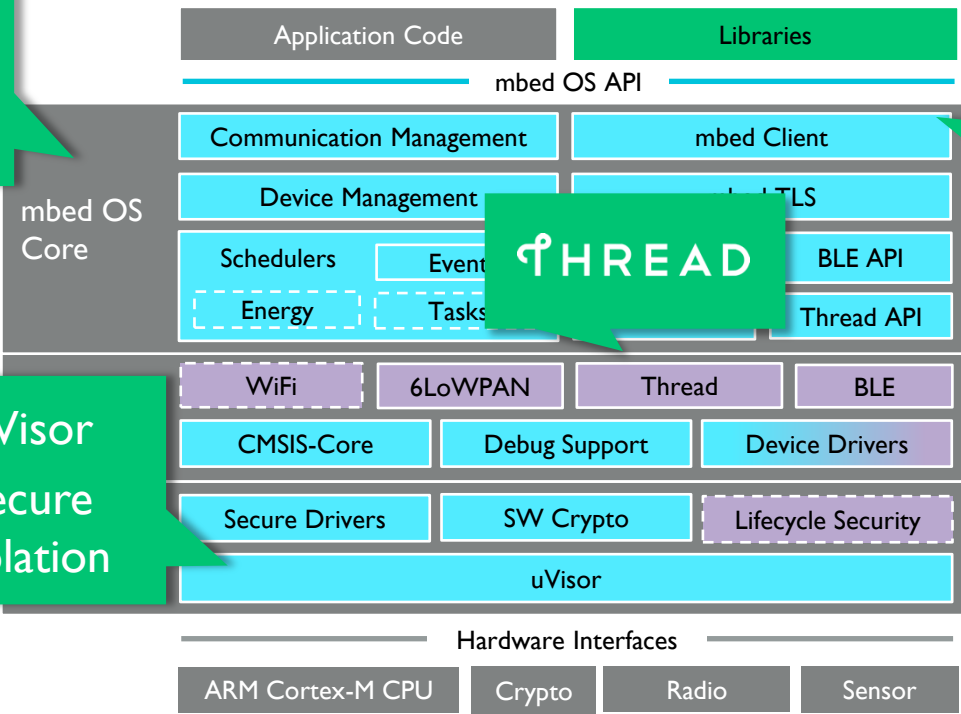 Application Code
Libraries
mbed OS API
Communication Management
mbed Client
mbed OS
Core
Device Management
TLS
Schedulers
Event
THREAD
BLE API
Energy
Tasks
Thread API
WiFi
6LoWPAN
Thread
BLE
CMSIS-Core
Debug Support
Device Drivers
Visor
ecure
lation
Secure Drivers
SW Crypto
Lifecycle Security
uVisor
Hardware Interfaces
ARM Cortex-M CPU
Crypto
Radio
Sensor